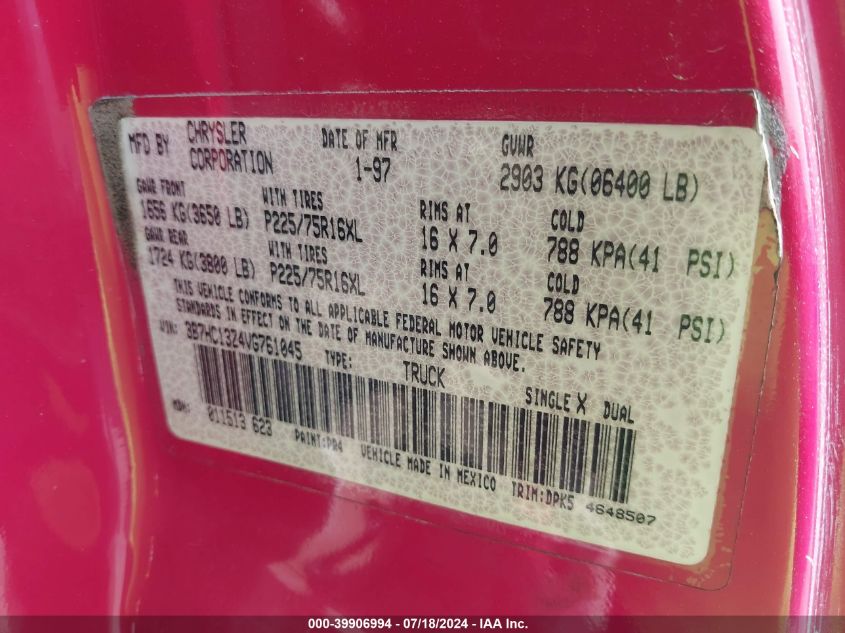 MFD BY CHRYSLER CORPORATION DATE OF MFR 1-97 GVWR 2903 KG(06400 LB)
GAWR FRONT WITH TIRES RIMS AT COLD
1656 KG(3650 LB) P225/75R16XL 16 X 7.0 788 KPA(41 PSI)
GAWR REAR WITH TIRES RIMS AT COLD
1724 KG(3800 LB) P225/75R16XL 16 X 7.0 788 KPA(41 PSI)
THIS VEHICLE CONFORMS TO ALL APPLICABLE FEDERAL MOTOR VEHICLE SAFETY
STANDARDS IN EFFECT ON THE DATE OF MANUFACTURE SHOWN ABOVE.
VIN: 3B7HC13Z4VG761045 TYPE: TRUCK SINGLE X DUAL
MDH: 011513 623 PAINT:PR4 VEHICLE MADE IN MEXICO TRIM:DPK5 4648507
000-39906994 - 07/18/2024 - IAA Inc.